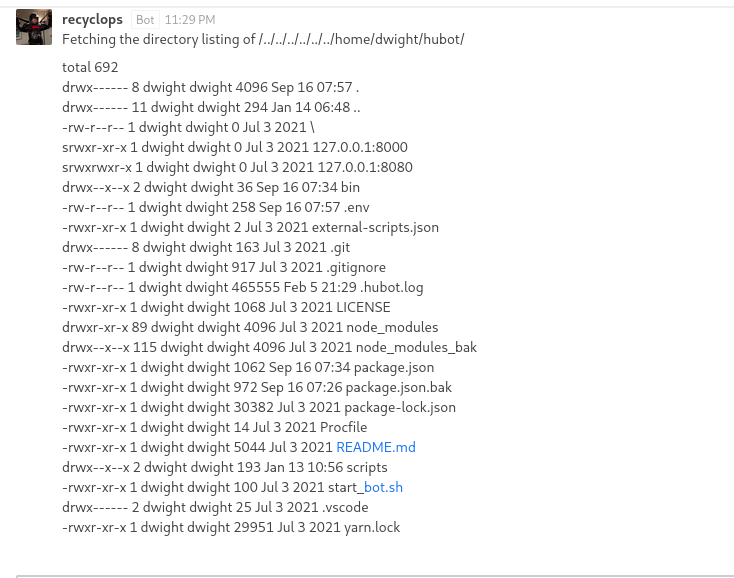 recyclops Bot 11:29 PM
Fetching the directory listing of /../../../../../../home/dwight/hubot/
total 692
drwx------ 8 dwight dwight 4096 Sep 16 07:57 .
drwx------ 11 dwight dwight 294 Jan 14 06:48 ..
-rw-r--r-- 1 dwight dwight 0 Jul 3 2021 \
srwxr-xr-x 1 dwight dwight 0 Jul 3 2021 127.0.0.1:8000
srwxrwxr-x 1 dwight dwight 0 Jul 3 2021 127.0.0.1:8080
drwx--x--x 2 dwight dwight 36 Sep 16 07:34 bin
-rw-r--r-- 1 dwight dwight 258 Sep 16 07:57 .env
-rwxr-xr-x 1 dwight dwight 2 Jul 3 2021 external-scripts.json
drwx------ 8 dwight dwight 163 Jul 3 2021 .git
-rw-r--r-- 1 dwight dwight 917 Jul 3 2021 .gitignore
-rw-r--r-- 1 dwight dwight 465555 Feb 5 21:29 .hubot.log
-rwxr-xr-x 1 dwight dwight 1068 Jul 3 2021 LICENSE
drwxr-xr-x 89 dwight dwight 4096 Jul 3 2021 node_modules
drwx--x--x 115 dwight dwight 4096 Jul 3 2021 node_modules_bak
-rwxr-xr-x 1 dwight dwight 1062 Sep 16 07:34 package.json
-rwxr-xr-x 1 dwight dwight 972 Sep 16 07:26 package.json.bak
-rwxr-xr-x 1 dwight dwight 30382 Jul 3 2021 package-lock.json
-rwxr-xr-x 1 dwight dwight 14 Jul 3 2021 Procfile
-rwxr-xr-x 1 dwight dwight 5044 Jul 3 2021 README.md
drwx--x--x 2 dwight dwight 193 Jan 13 10:56 scripts
-rwxr-xr-x 1 dwight dwight 100 Jul 3 2021 start_bot.sh
drwx------ 2 dwight dwight 25 Jul 3 2021 .vscode
-rwxr-xr-x 1 dwight dwight 29951 Jul 3 2021 yarn.lock